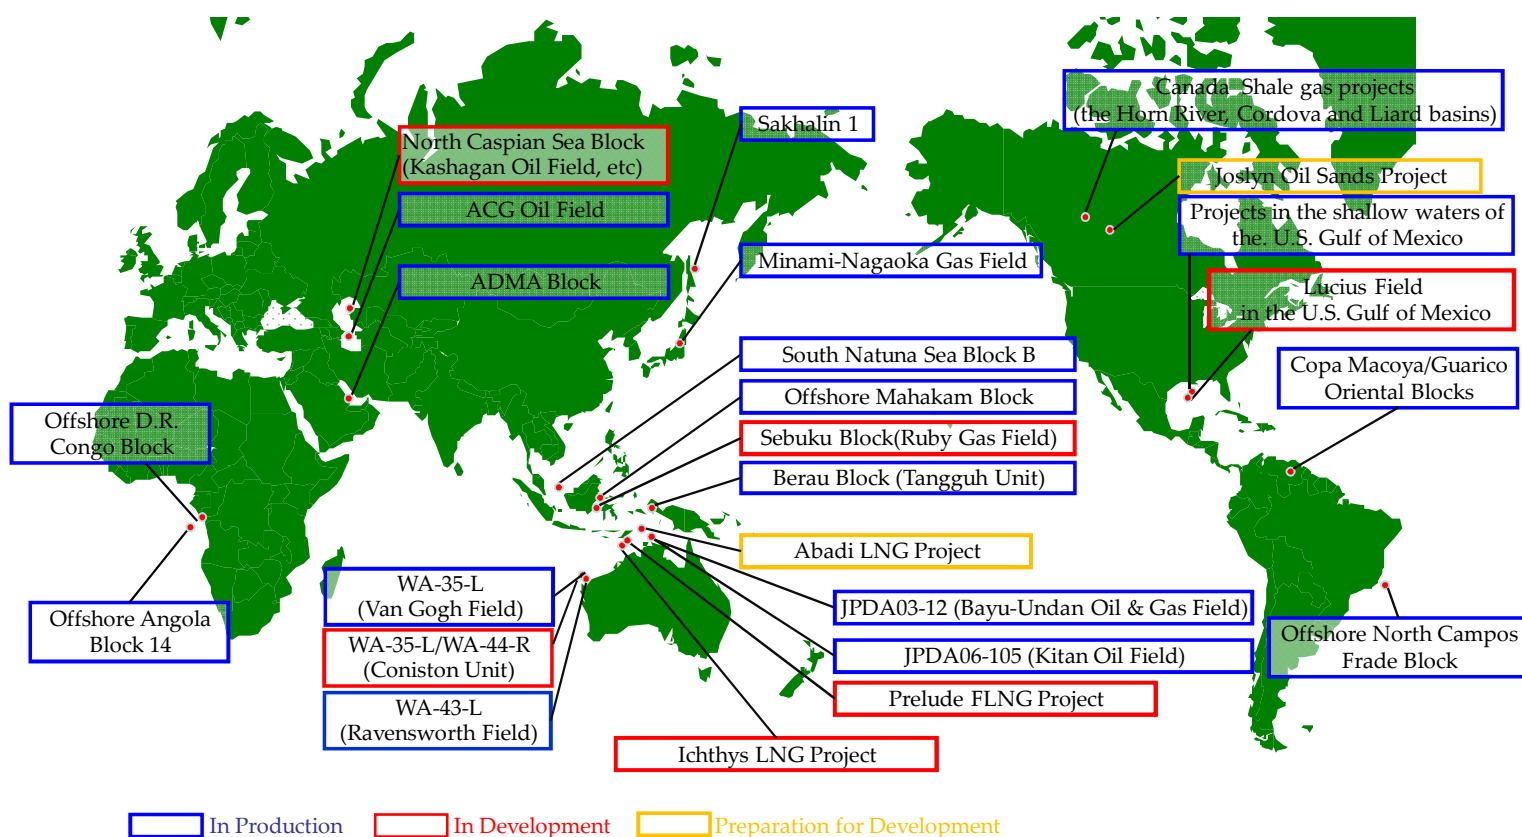 Canada Shale gas projects
(the Horn River, Cordova and Liard basins)
Sakhalin 1
North Caspian Sea Block
(Kashagan Oil Field, etc)
Joslyn Oil Sands Project
ACG Oil Field
Projects in the shallow waters of
the. U.S. Gulf of Mexico
Minami-Nagaoka Gas Field
ADMA Block
Lucius Field
in the U.S. Gulf of Mexico
South Natuna Sea Block B
Copa Macoya/Guarico
Oriental Blocks
Offshore Mahakam Block
Offshore D.R.
Congo Block
Sebuku Block(Ruby Gas Field)
Berau Block (Tangguh Unit)
Abadi LNG Project
WA-35-L
(Van Gogh Field)
JPDA03-12 (Bayu-Undan Oil & Gas Field)
Offshore Angola
Block 14
WA-35-L/WA-44-R
(Coniston Unit)
JPDA06-105 (Kitan Oil Field)
Offshore North Campos
Frade Block
Prelude FLNG Project
WA-43-L
(Ravensworth Field)
Ichthys LNG Project
In Production
In Development
Preparation for Development